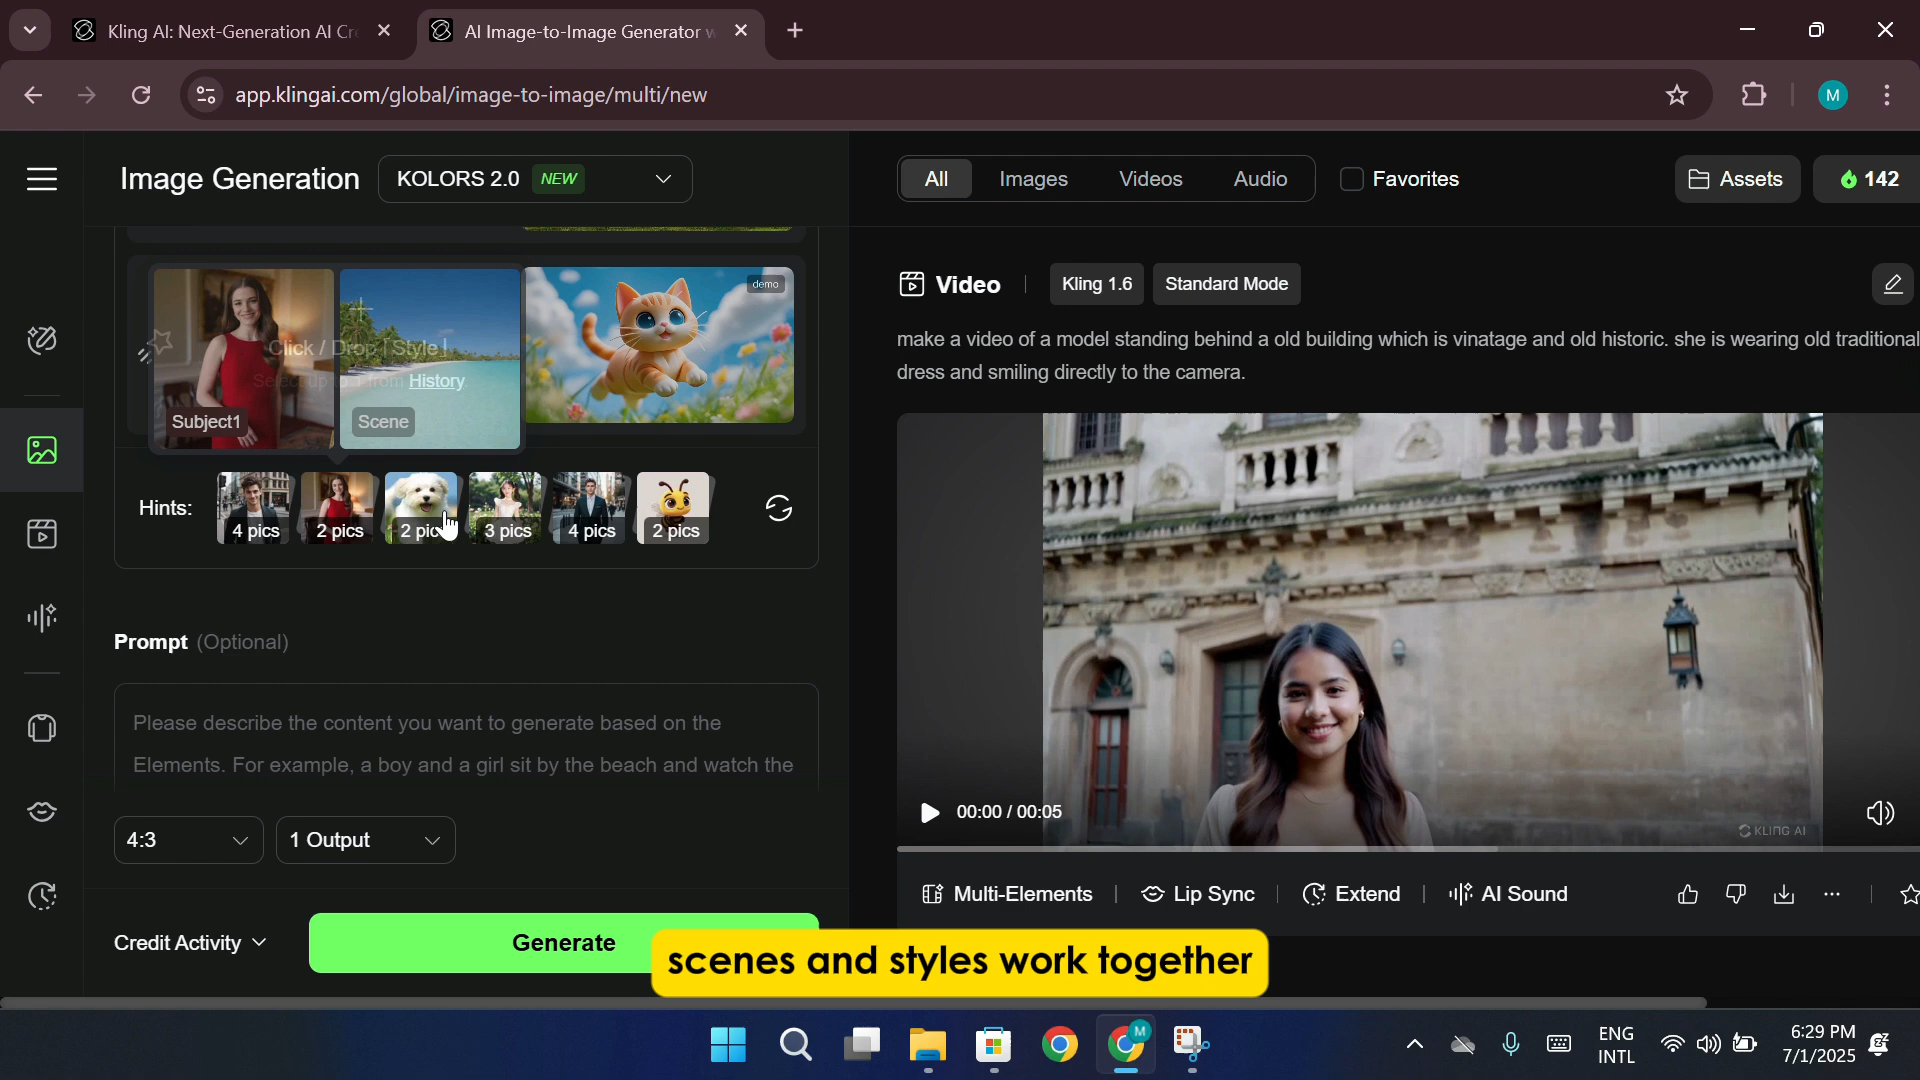 Kling AI: Next-Generation AI Cr
AI Image-to-Image Generator w
app.klingai.com/global/image-to-image/multi/new
M
Image Generation
KOLORS 2.0 NEW
All
Images
Videos
Audio
Favorites
Assets
142
Click / Drop「Style」
Select up to 1 from History
Subject1
Scene
demo
Hints:
4 pics
2 pics
2 pics
3 pics
4 pics
2 pics
Prompt (Optional)
Please describe the content you want to generate based on the
Elements. For example, a boy and a girl sit by the beach and watch the
4:3
1 Output
Credit Activity
Generate
Video
Kling 1.6
Standard Mode
make a video of a model standing behind a old building which is vinatage and old historic. she is wearing old traditional
dress and smiling directly to the camera.
00:00 / 00:05
KLING AI
Multi-Elements
Lip Sync
Extend
AI Sound
scenes and styles work together
M
ENG
INTL
6:29 PM
7/1/2025